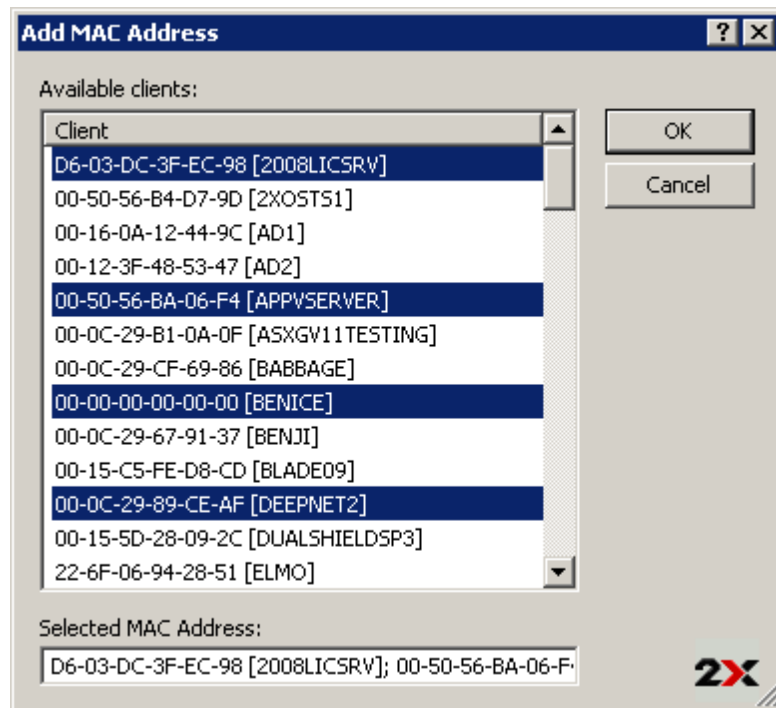 Add MAC Address
Available clients:
Client
D6-03-DC-3F-EC-98 [2008LICSRV]
00-50-56-B4-D7-9D [2XOSTS1]
00-16-0A-12-44-9C [AD1]
00-12-3F-48-53-47 [AD2]
00-50-56-BA-06-F4 [APPVSERVER]
00-0C-29-B1-0A-0F [ASXGV11TESTING]
00-0C-29-CF-69-86 [BABBAGE]
00-00-00-00-00-00 [BENICE]
00-0C-29-67-91-37 [BENJI]
00-15-C5-FE-D8-CD [BLADE09]
00-0C-29-89-CE-AF [DEEPNET2]
00-15-5D-28-09-2C [DUALSHIELDSP3]
22-6F-06-94-28-51 [ELMO]
OK
Cancel
Selected MAC Address:
D6-03-DC-3F-EC-98 [2008LICSRV]; 00-50-56-BA-06-F
2X